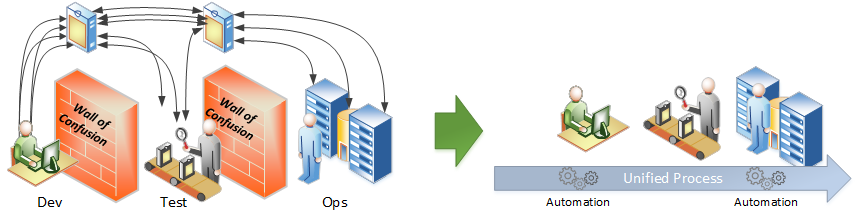 Wall of
Confusion
Wall of
Confusion
Dev
Test
Ops
Unified Process
Automation
Automation